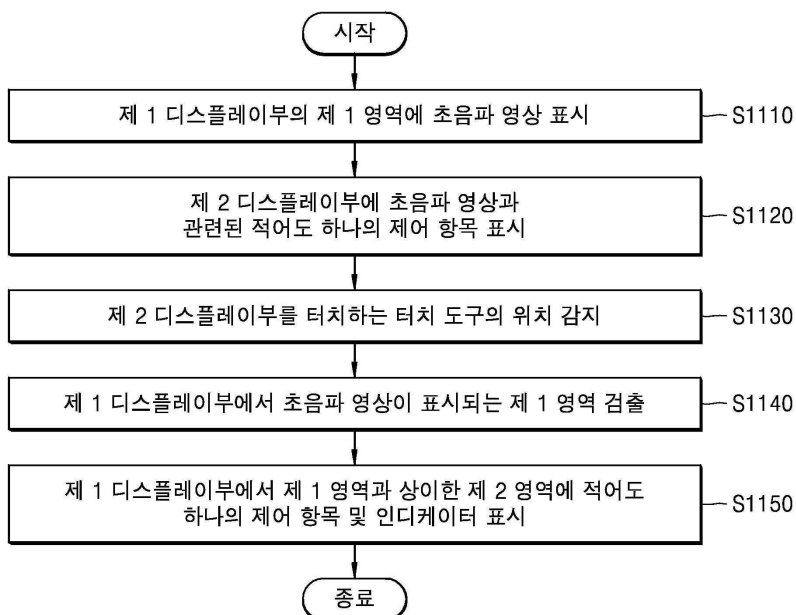 시작
제 1 디스플레이부의 제 1 영역에 초음파 영상 표시
S1110
제 2 디스플레이부에 초음파 영상과
관련된 적어도 하나의 제어 항목 표시
S1120
제 2 디스플레이부를 터치하는 터치 도구의 위치 감지
S1130
제 1 디스플레이부에서 초음파 영상이 표시되는 제 1 영역 검출
S1140
제 1 디스플레이부에서 제 1 영역과 상이한 제 2 영역에 적어도
하나의 제어 항목 및 인디케이터 표시
S1150
종료